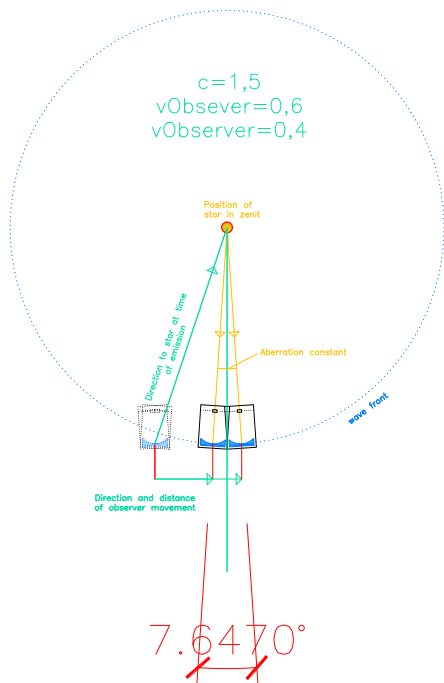 c=1,5
vObsever=0,6
vObserver=0,4
Position of
star in zenit
Direction to star at time
of emission
Aberration constant
wave front
Direction and distance
of observer movement
7.6470°